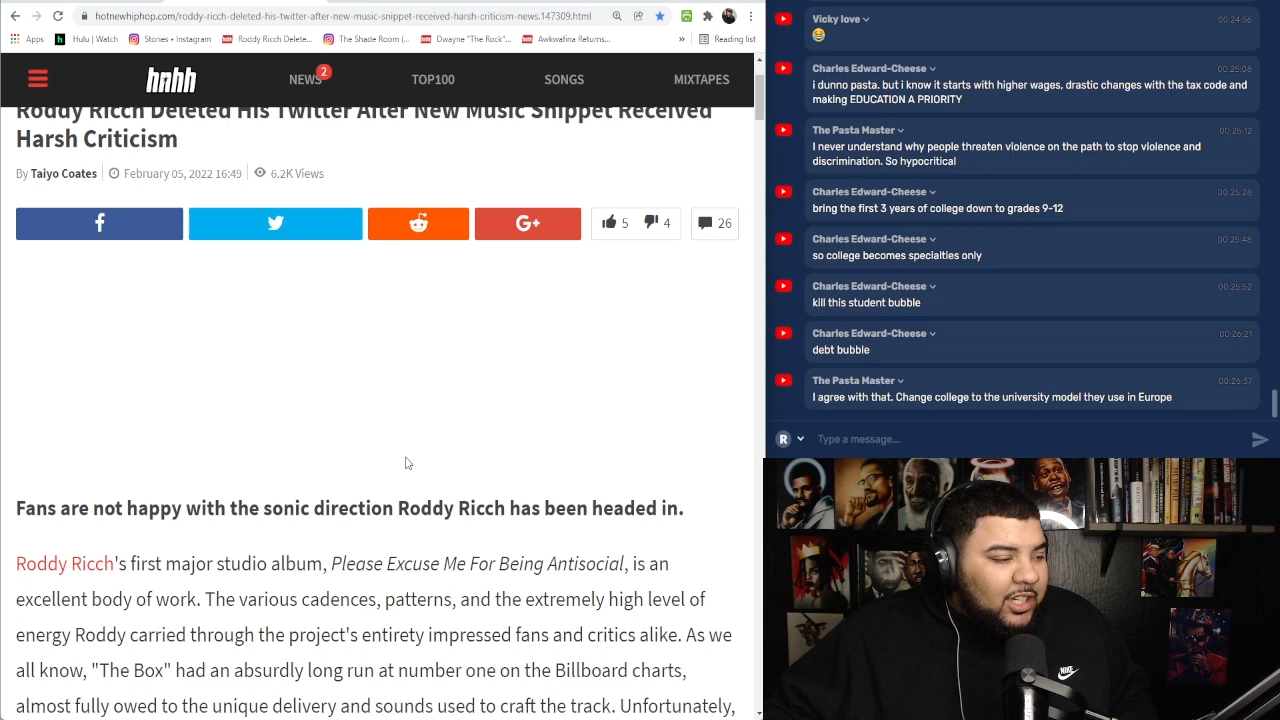 hotnewhiphop.com/roddy-ricch-deleted-his-twitter-after-new-music-snippet-received-harsh-criticism-news.147309.html
Apps
Hulu | Watch
Stories • Instagram
Roddy Ricch Delete...
The Shade Room (...
Dwayne "The Rock"...
Awkwafina Returns...
»
Reading list
hnhh
NEWS
2
TOP100
SONGS
MIXTAPES
Roddy Ricch Deleted His Twitter After New Music Snippet Received
Harsh Criticism
By Taiyo Coates February 05, 2022 16:49 6.2K Views
f
G+
5
4
26
Fans are not happy with the sonic direction Roddy Ricch has been headed in.
Roddy Ricch's first major studio album, Please Excuse Me For Being Antisocial, is an
excellent body of work. The various cadences, patterns, and the extremely high level of
energy Roddy carried through the project's entirety impressed fans and critics alike. As we
all know, "The Box" had an absurdly long run at number one on the Billboard charts,
almost fully owed to the unique delivery and sounds used to craft the track. Unfortunately,
Vicky love 00:24:56
Charles Edward-Cheese 00:25:08
i dunno pasta. but i know it starts with higher wages, drastic changes with the tax code and
making EDUCATION A PRIORITY
The Pasta Master 00:25:12
I never understand why people threaten violence on the path to stop violence and
discrimination. So hypocritical
Charles Edward-Cheese 00:25:28
bring the first 3 years of college down to grades 9-12
Charles Edward-Cheese 00:25:48
so college becomes specialties only
Charles Edward-Cheese 00:25:52
kill this student bubble
Charles Edward-Cheese 00:26:21
debt bubble
The Pasta Master 00:26:37
I agree with that. Change college to the university model they use in Europe
R
Type a message...
NIKE